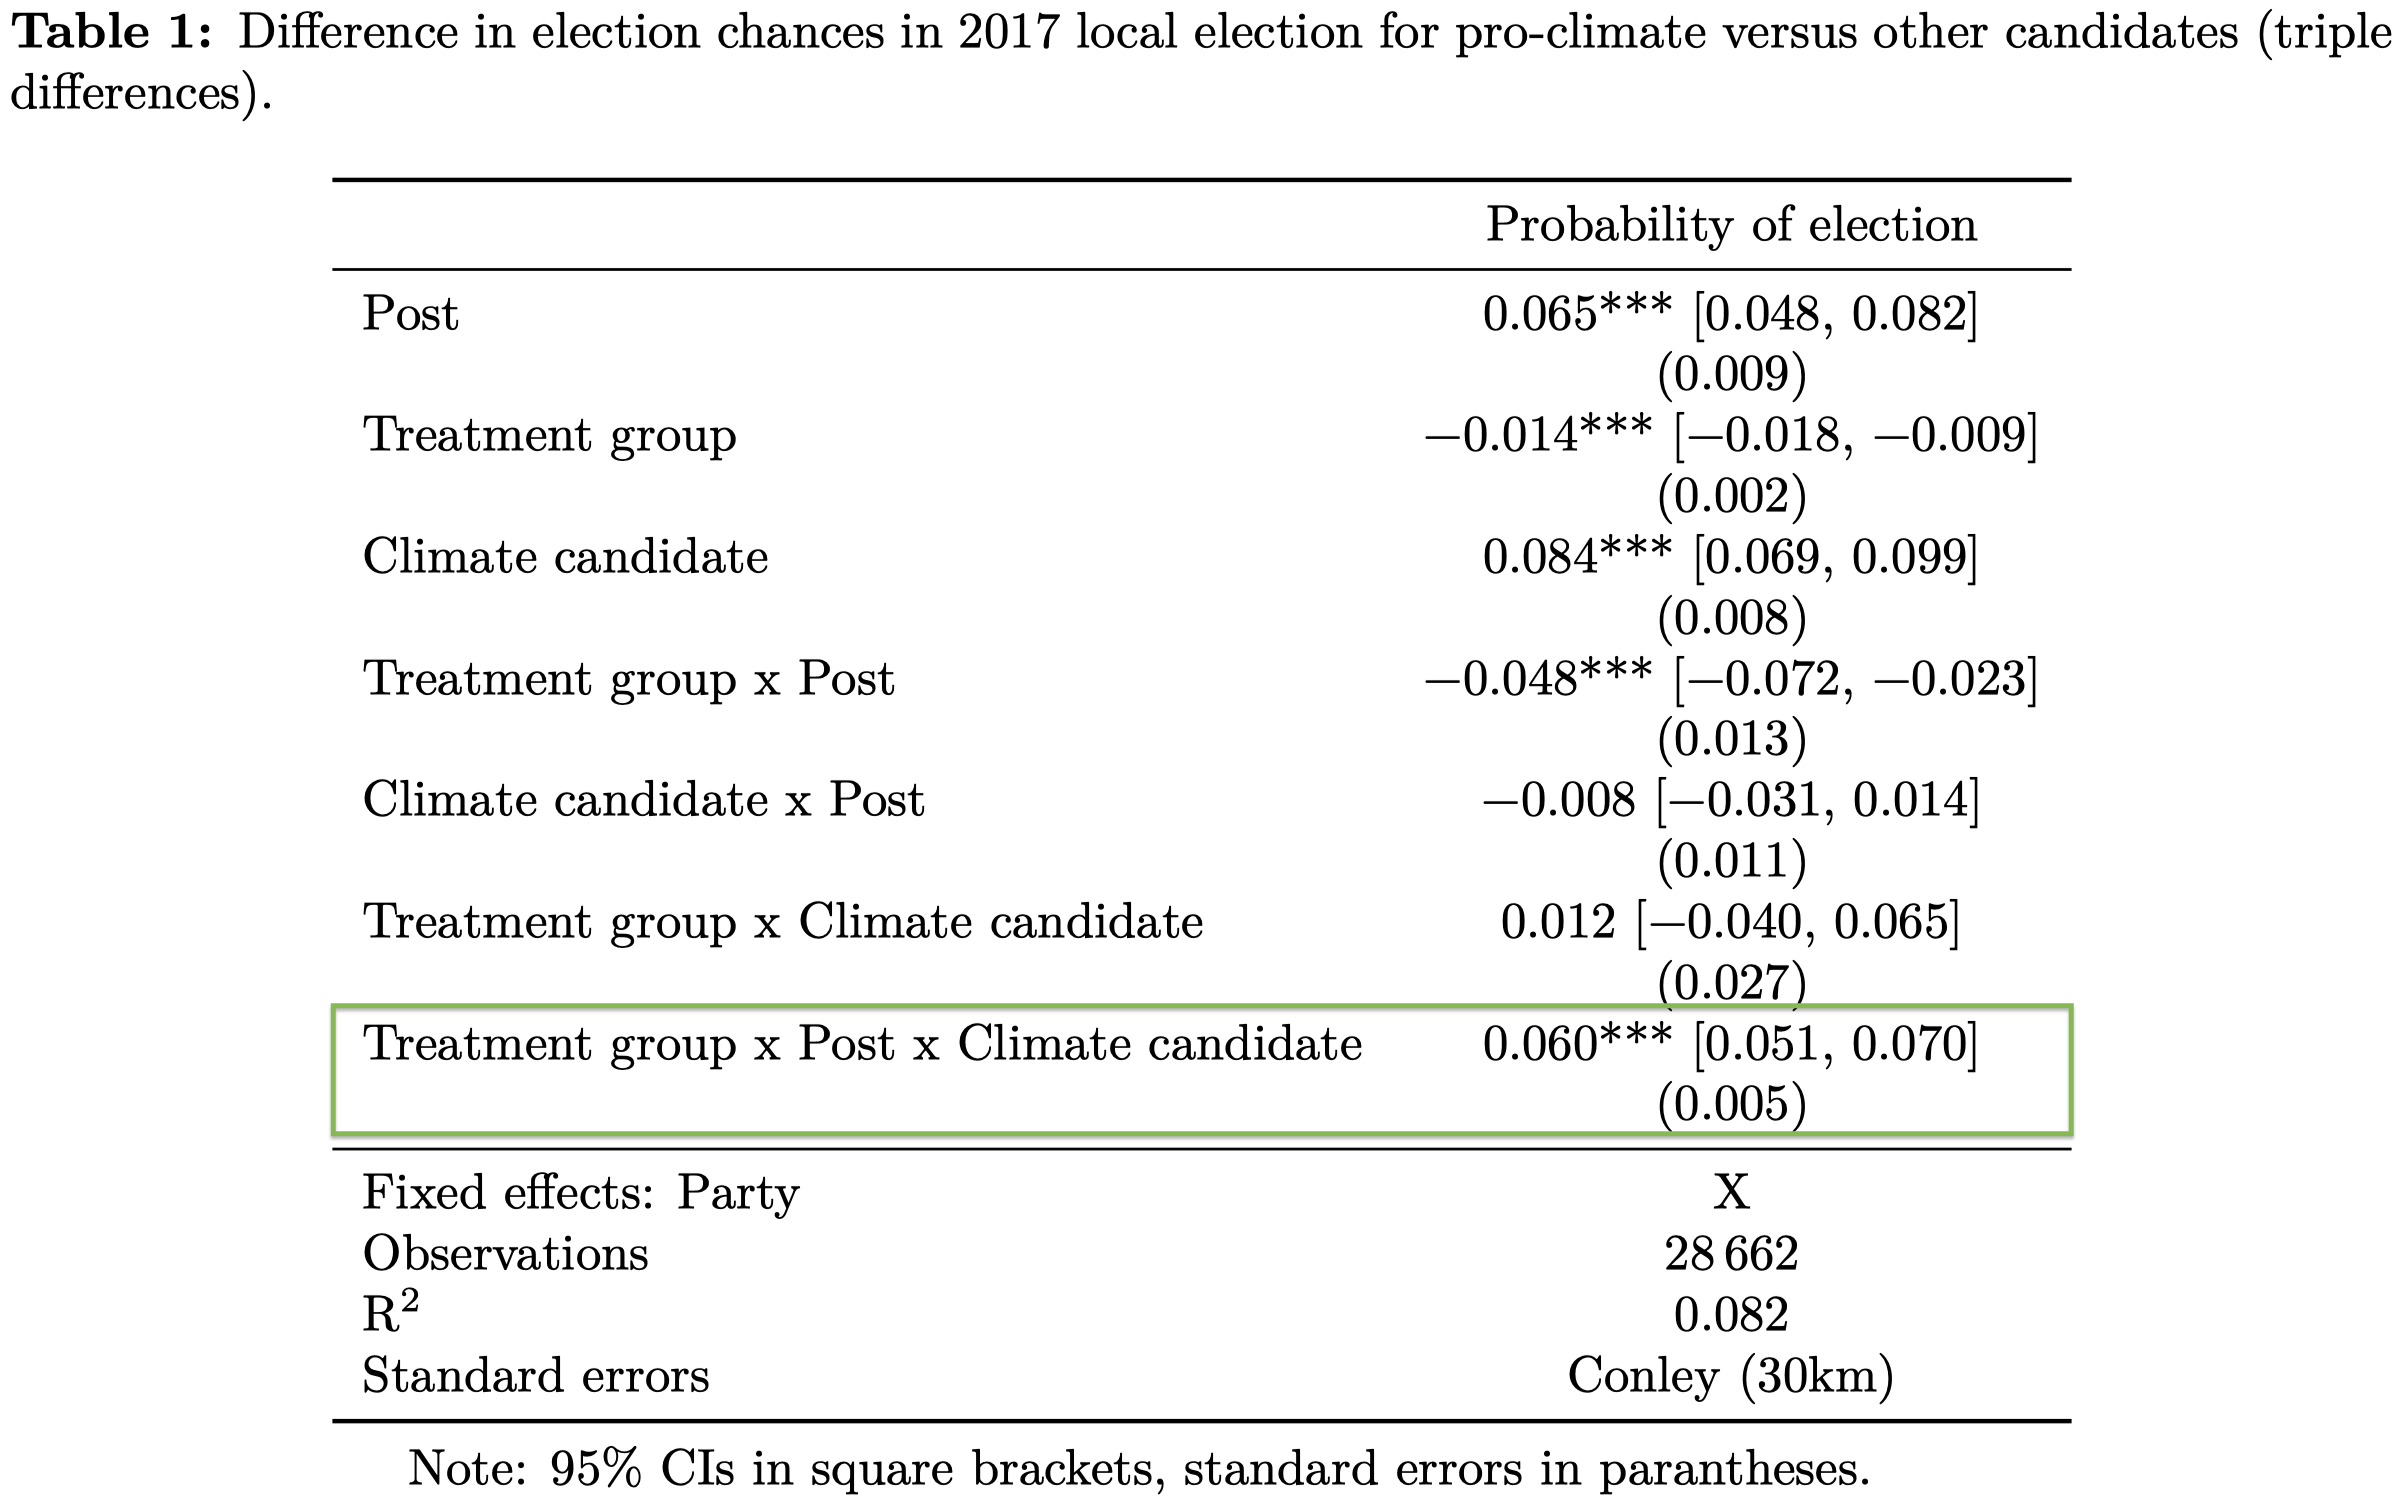 Table 1: Difference in election chances in 2017 local election for pro-climate versus other candidates (triple
differences).
Probability of election
Post 0.065*** [0.048, 0.082]
(0.009)
Treatment group −0.014*** [−0.018, −0.009]
(0.002)
Climate candidate 0.084*** [0.069, 0.099]
(0.008)
Treatment group x Post −0.048*** [−0.072, −0.023]
(0.013)
Climate candidate x Post −0.008 [−0.031, 0.014]
(0.011)
Treatment group x Climate candidate 0.012 [−0.040, 0.065]
(0.027)
Treatment group x Post x Climate candidate 0.060*** [0.051, 0.070]
(0.005)
Fixed effects: Party X
Observations 28 662
R² 0.082
Standard errors Conley (30km)
Note: 95% CIs in square brackets, standard errors in parantheses.